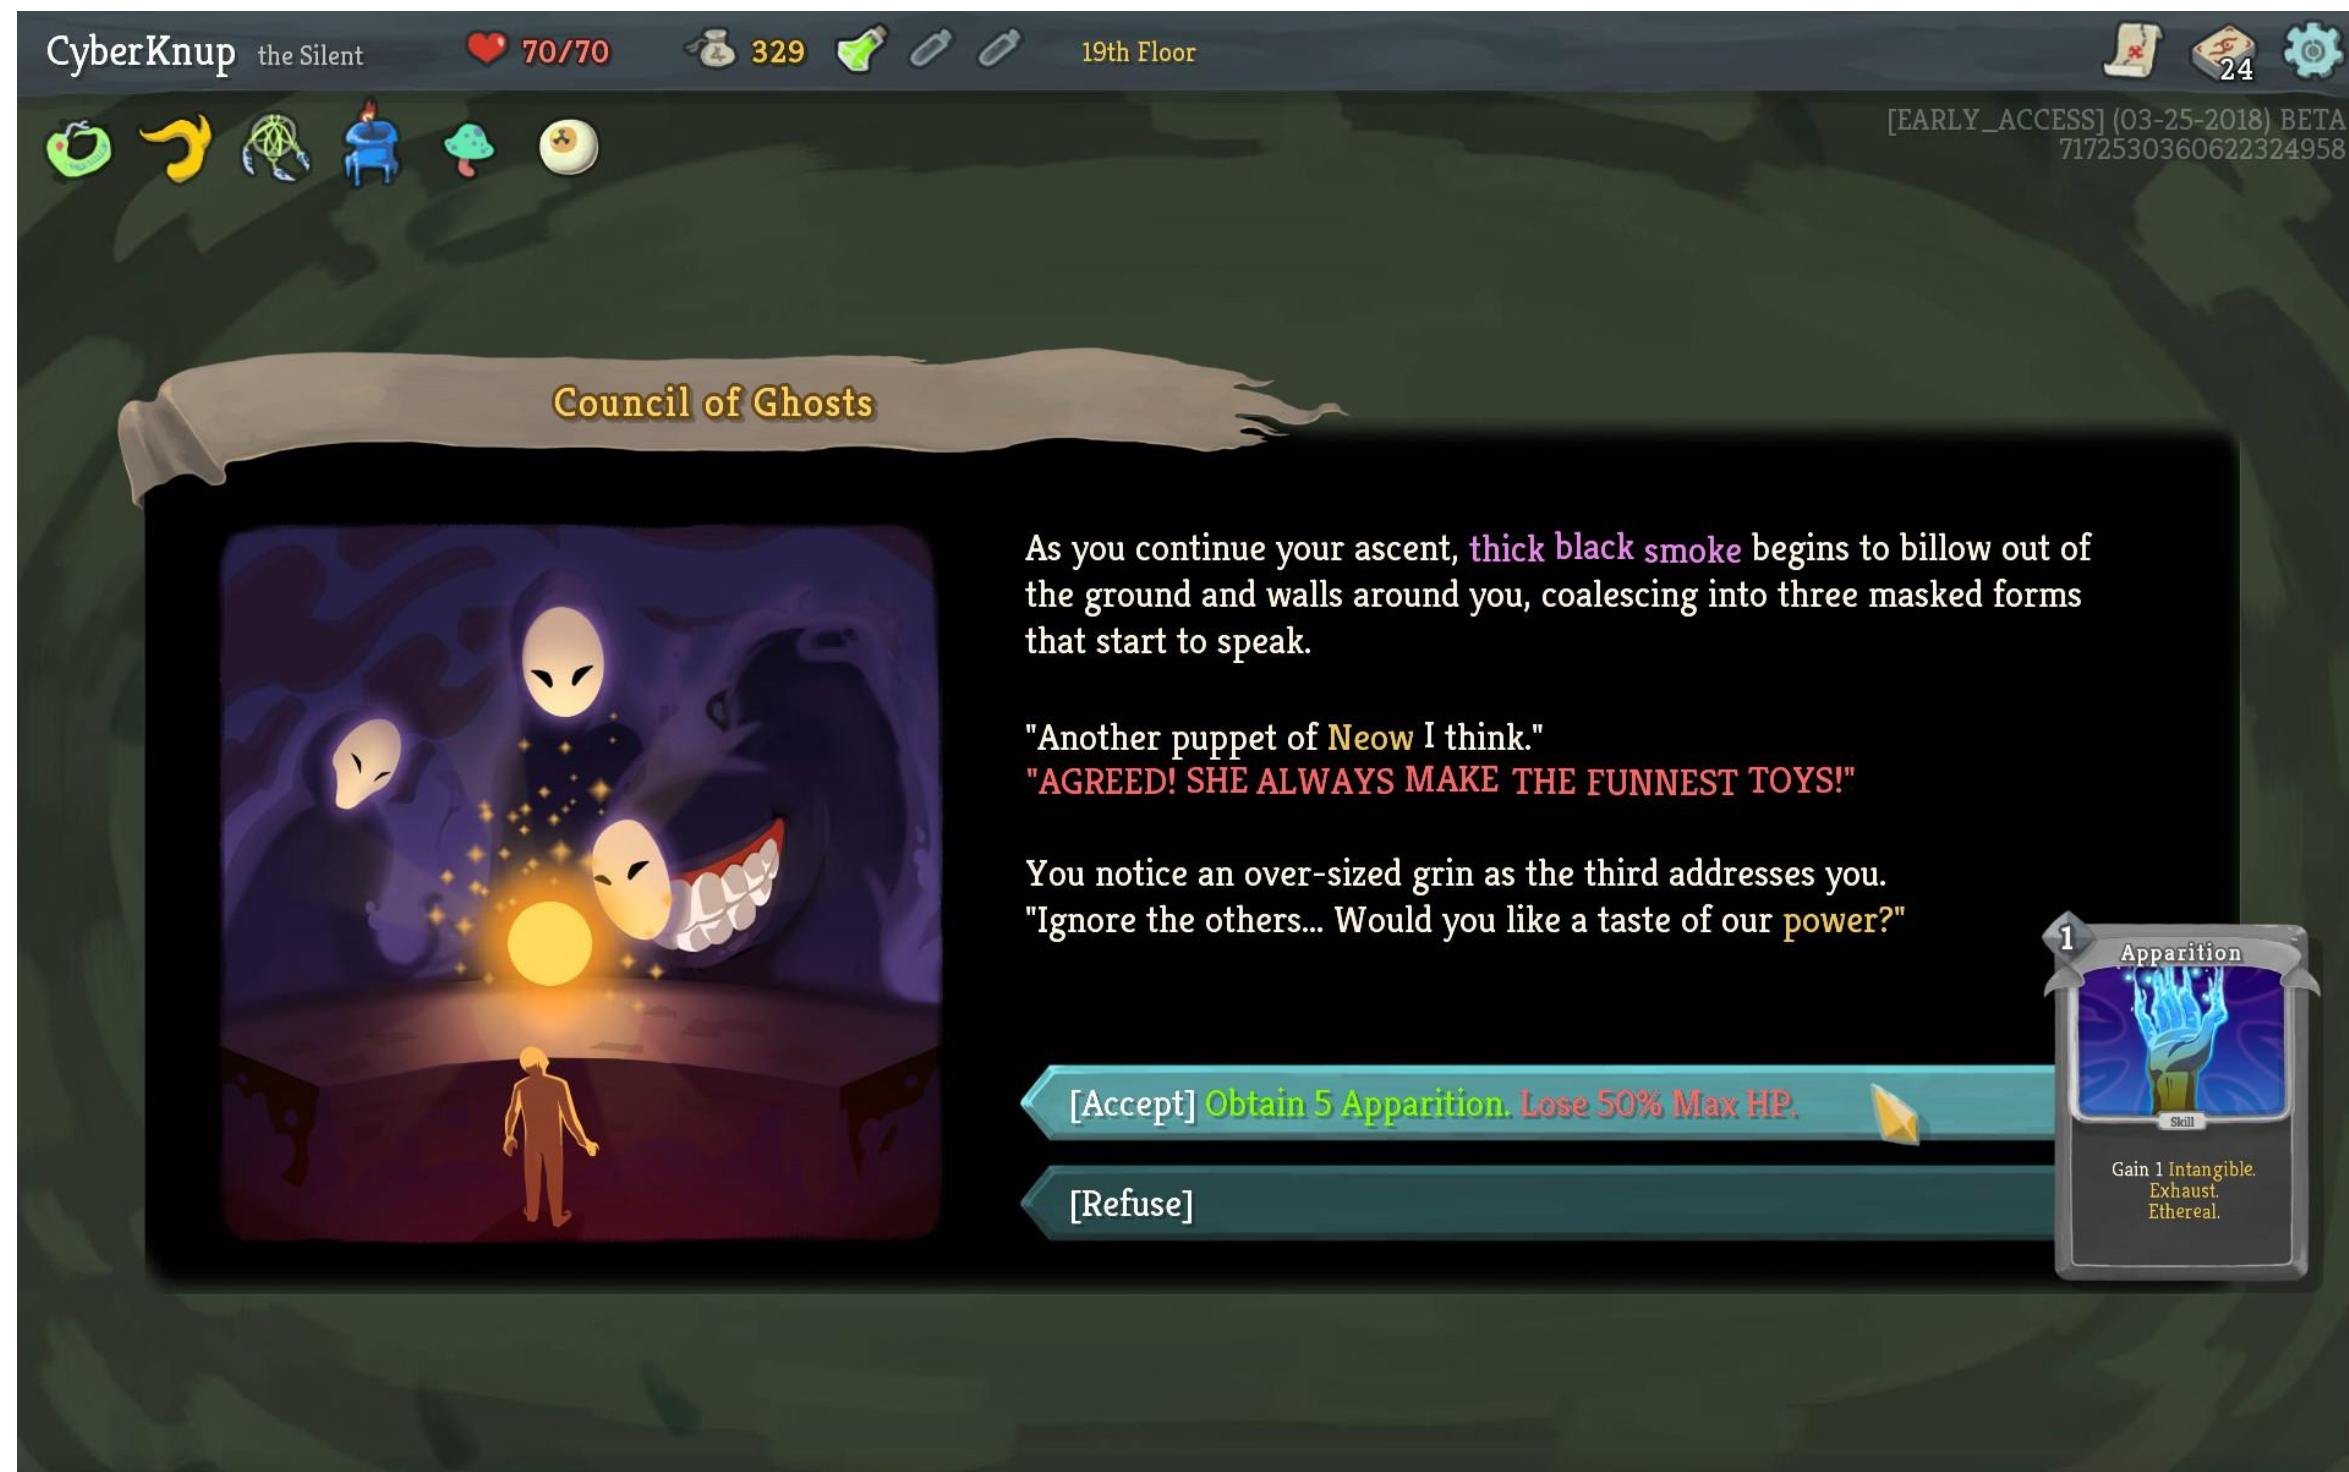 CyberKnup the Silent 70/70 329 19th Floor 24
[EARLY_ACCESS] (03-25-2018) BETA
7172530360622324958
Council of Ghosts
As you continue your ascent, thick black smoke begins to billow out of
the ground and walls around you, coalescing into three masked forms
that start to speak.
"Another puppet of Neow I think."
"AGREED! SHE ALWAYS MAKE THE FUNNEST TOYS!"
You notice an over-sized grin as the third addresses you.
"Ignore the others... Would you like a taste of our power?"
[Accept] Obtain 5 Apparition. Lose 50% Max HP.
[Refuse]
1
Apparition
Skill
Gain 1 Intangible.
Exhaust.
Ethereal.